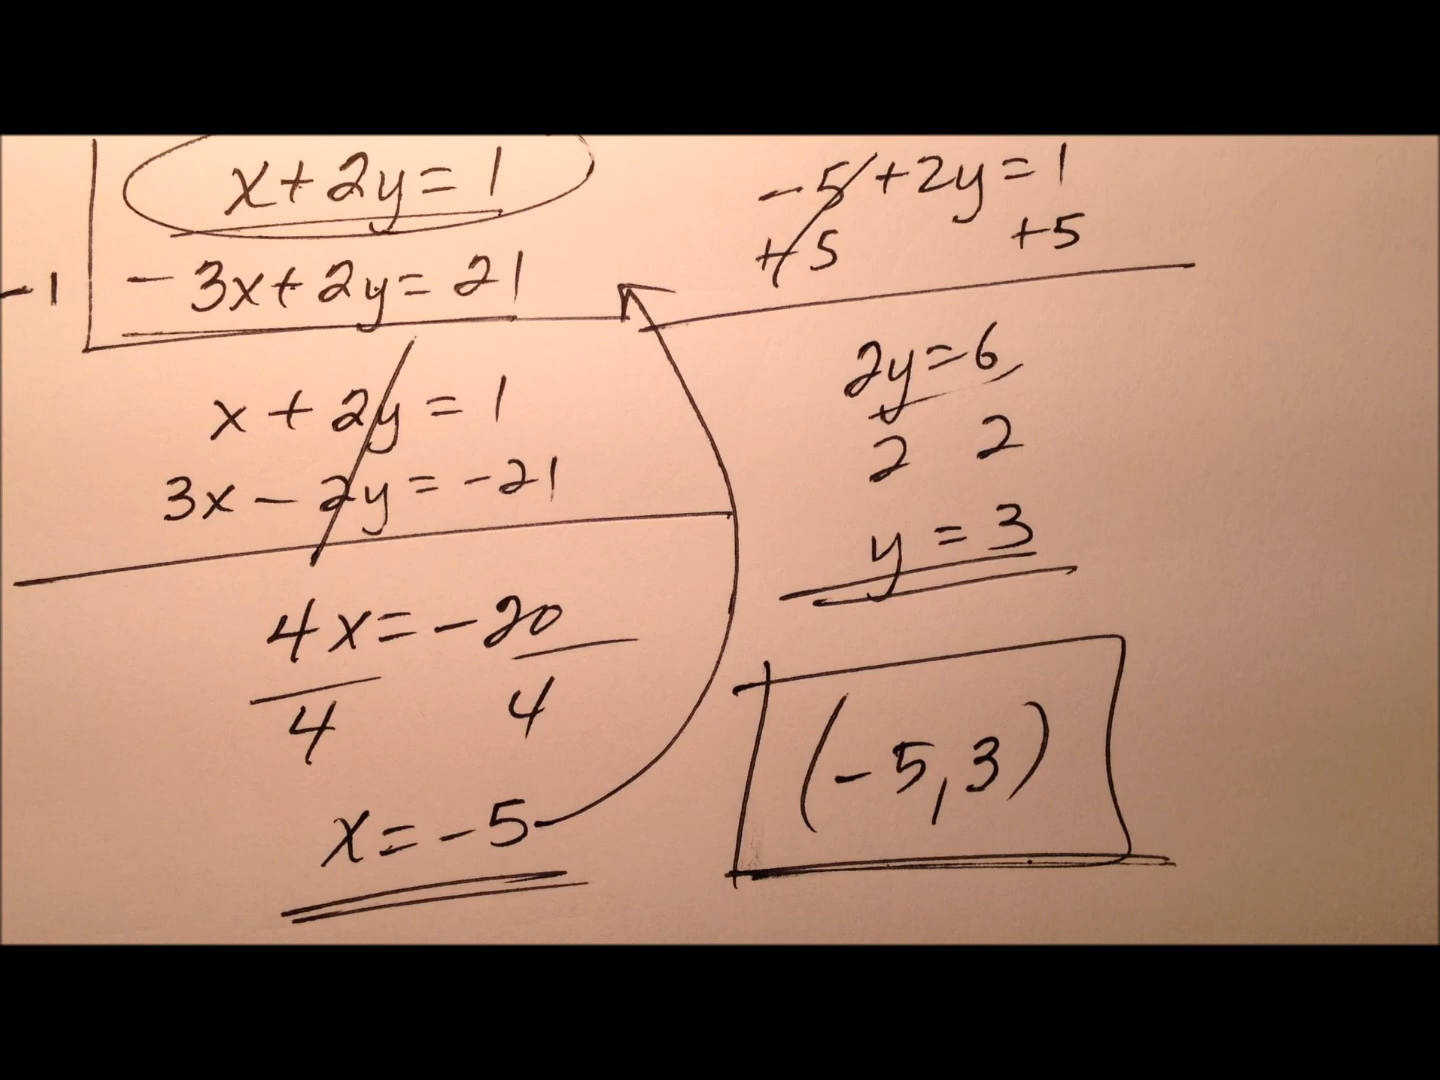 x+2y=1
-1
-3x+2y=21
x+2y=1
3x-2y=-21
4x=-20
4 4
x=-5
-5+2y=1
+5 +5
2y=6
2 2
y=3
(-5,3)